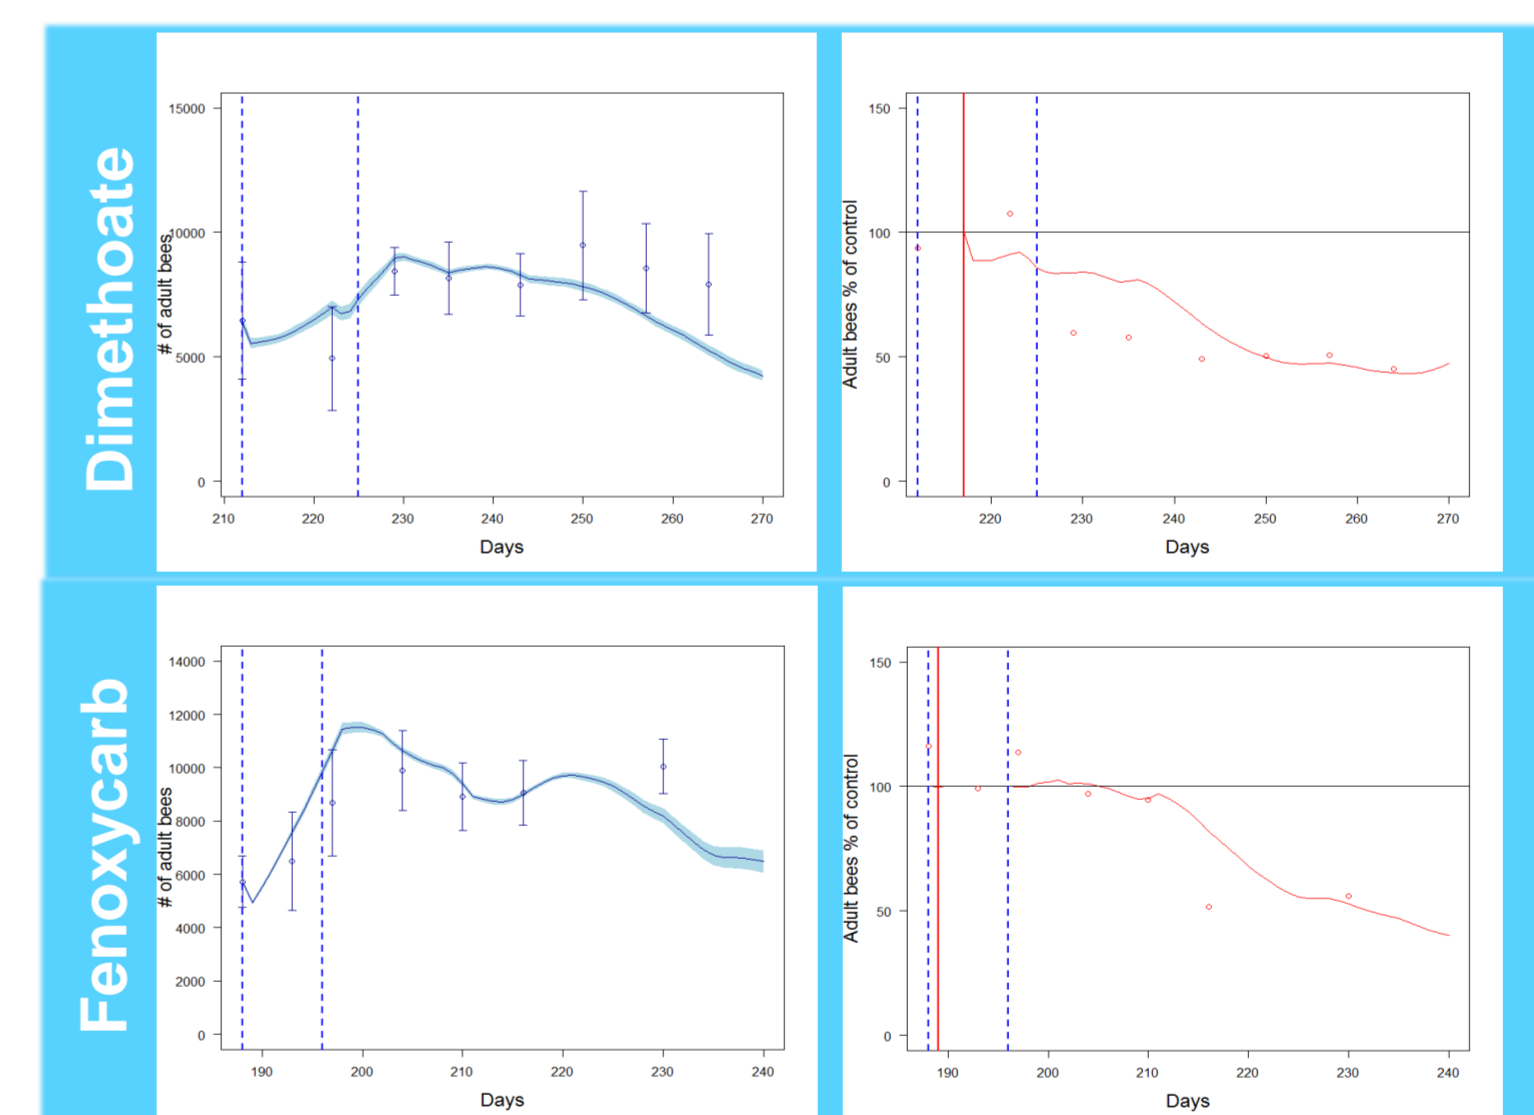 Dimethoate
# of adult bees
15000
10000
5000
0
210 220 230 240 250 260 270
Days
Adult bees % of control
150
100
50
0
220 230 240 250 260 270
Days
Fenoxycarb
# of adult bees
14000
12000
10000
8000
6000
4000
2000
0
190 200 210 220 230 240
Days
Adult bees % of control
150
100
50
0
190 200 210 220 230 240
Days